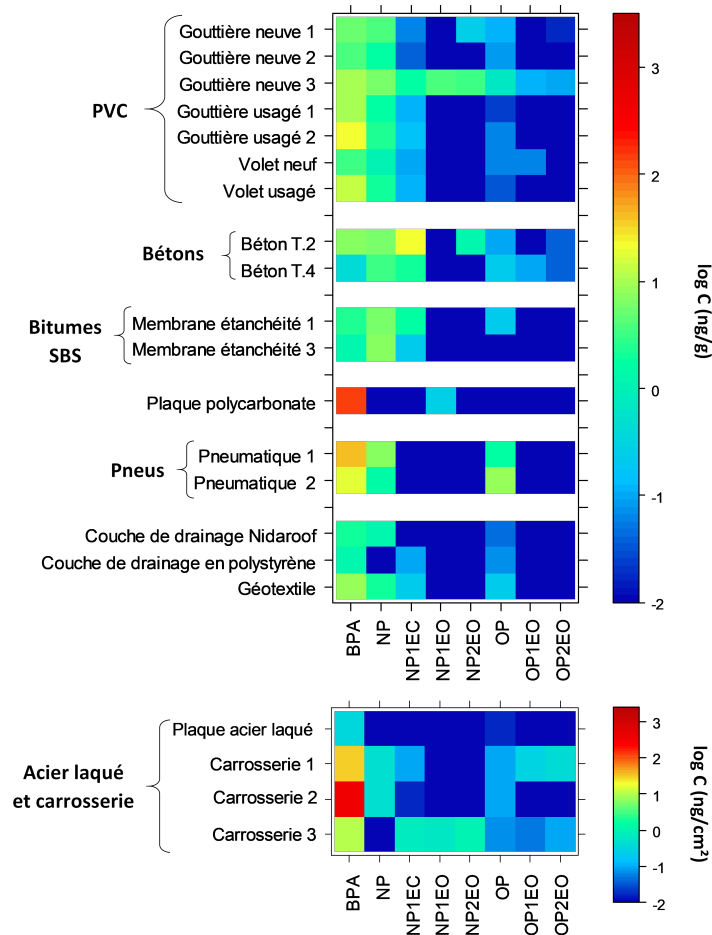 PVC
Gouttière neuve 1
Gouttière neuve 2
Gouttière neuve 3
Gouttière usagé 1
Gouttière usagé 2
Volet neuf
Volet usagé
Bétons
Béton T.2
Béton T.4
Bitumes
SBS
Membrane étanchéité 1
Membrane étanchéité 3
Plaque polycarbonate
Pneus
Pneumatique 1
Pneumatique 2
Couche de drainage Nidaroof
Couche de drainage en polystyrène
Géotextile
BPA
NP
NP1EC
NP1EO
NP2EO
OP
OP1EO
OP2EO
3
2
1
0
-1
-2
log C (ng/g)
Acier laqué
et carrosserie
Plaque acier laqué
Carrosserie 1
Carrosserie 2
Carrosserie 3
BPA
NP
NP1EC
NP1EO
NP2EO
OP
OP1EO
OP2EO
3
2
1
0
-1
-2
log C (ng/cm²)